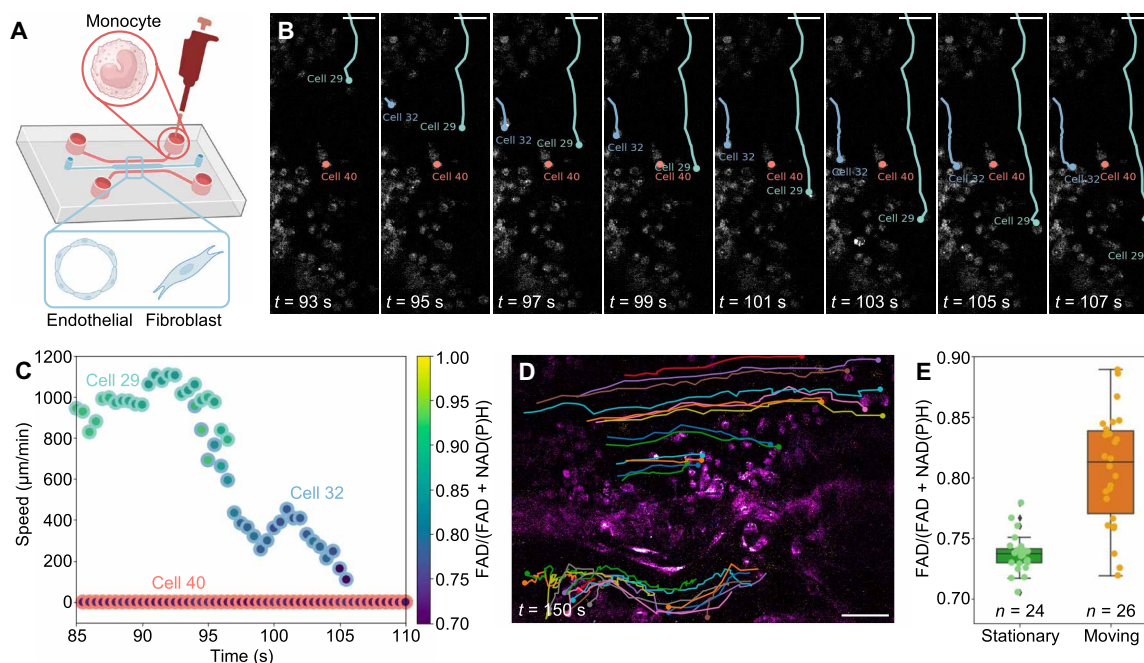 A
Monocyte
Endothelial
Fibroblast
B
Cell 29
Cell 40
t = 93 s
Cell 32
Cell 29
Cell 40
t = 95 s
Cell 32
Cell 29
Cell 40
t = 97 s
Cell 32
Cell 29
Cell 40
t = 99 s
Cell 32
Cell 40
Cell 29
t = 101 s
Cell 32
Cell 40
Cell 29
t = 103 s
Cell 32
Cell 40
Cell 29
t = 105 s
Cell 32
Cell 40
Cell 29
t = 107 s
C
1200
1000
800
600
400
200
0
Speed (µm/min)
Cell 29
Cell 32
Cell 40
85
90
95
100
105
110
Time (s)
1.00
0.95
0.90
0.85
0.80
0.75
0.70
FAD/(FAD + NAD(P)H)
D
t = 150 s
E
0.90
0.85
0.80
0.75
0.70
FAD/(FAD + NAD(P)H)
n = 24
n = 26
Stationary
Moving